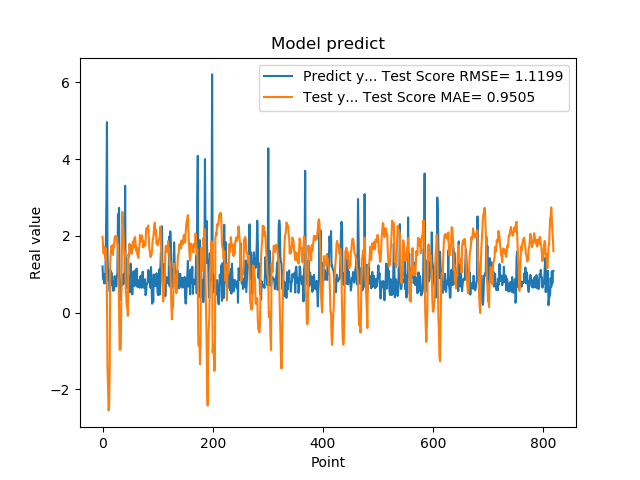 Model predict
Predict y... Test Score RMSE= 1.1199
Test y... Test Score MAE= 0.9505
Real value
6
4
2
0
−2
0 200 400 600 800
Point